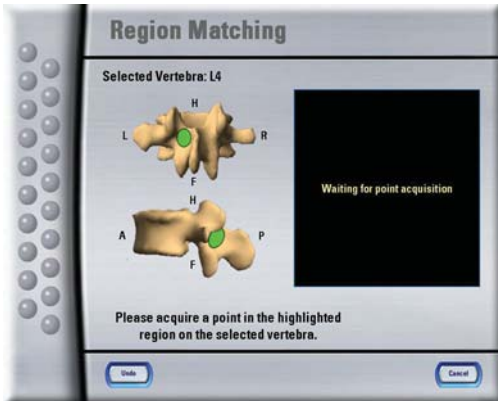 Region Matching
Selected Vertebra: L4
H
L
R
F
H
A
P
F
Waiting for point acquisition
Please acquire a point in the highlighted
region on the selected vertebra.
Undo
Cancel